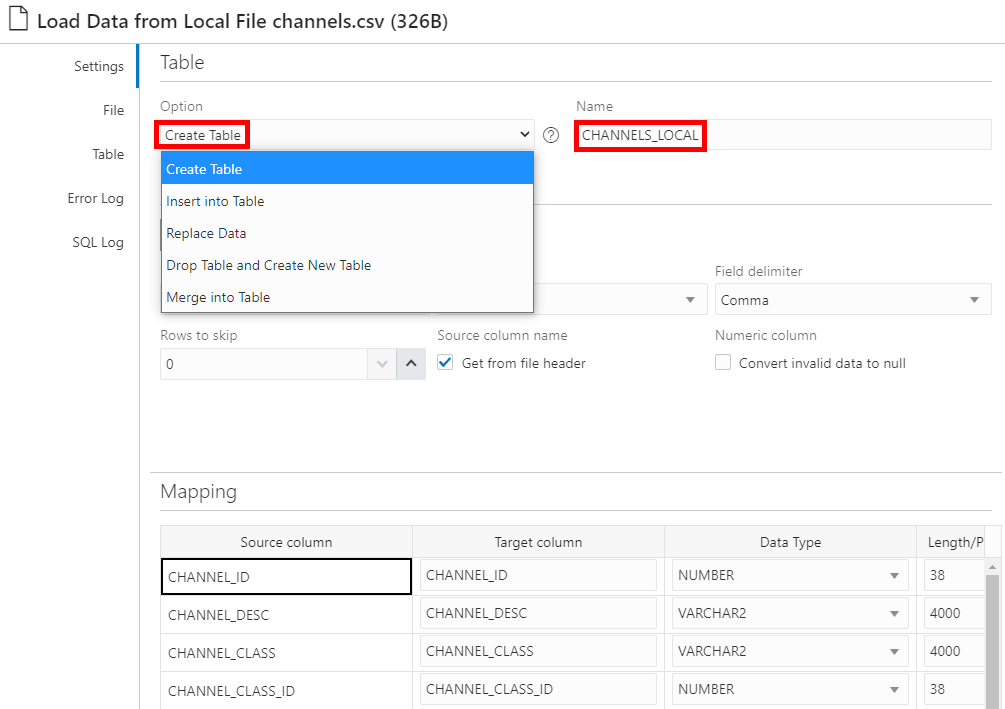 Load Data from Local File channels.csv (326B)
Settings
File
Table
Error Log
SQL Log
Table
Option
Name
Create Table
?
CHANNELS_LOCAL
Create Table
Insert into Table
Replace Data
Drop Table and Create New Table
Merge into Table
Field delimiter
Comma
Rows to skip
Source column name
Numeric column
0
Get from file header
Convert invalid data to null
Mapping
Source column Target column Data Type Length/P
CHANNEL_ID CHANNEL_ID NUMBER 38
CHANNEL_DESC CHANNEL_DESC VARCHAR2 4000
CHANNEL_CLASS CHANNEL_CLASS VARCHAR2 4000
CHANNEL_CLASS_ID CHANNEL_CLASS_ID NUMBER 38